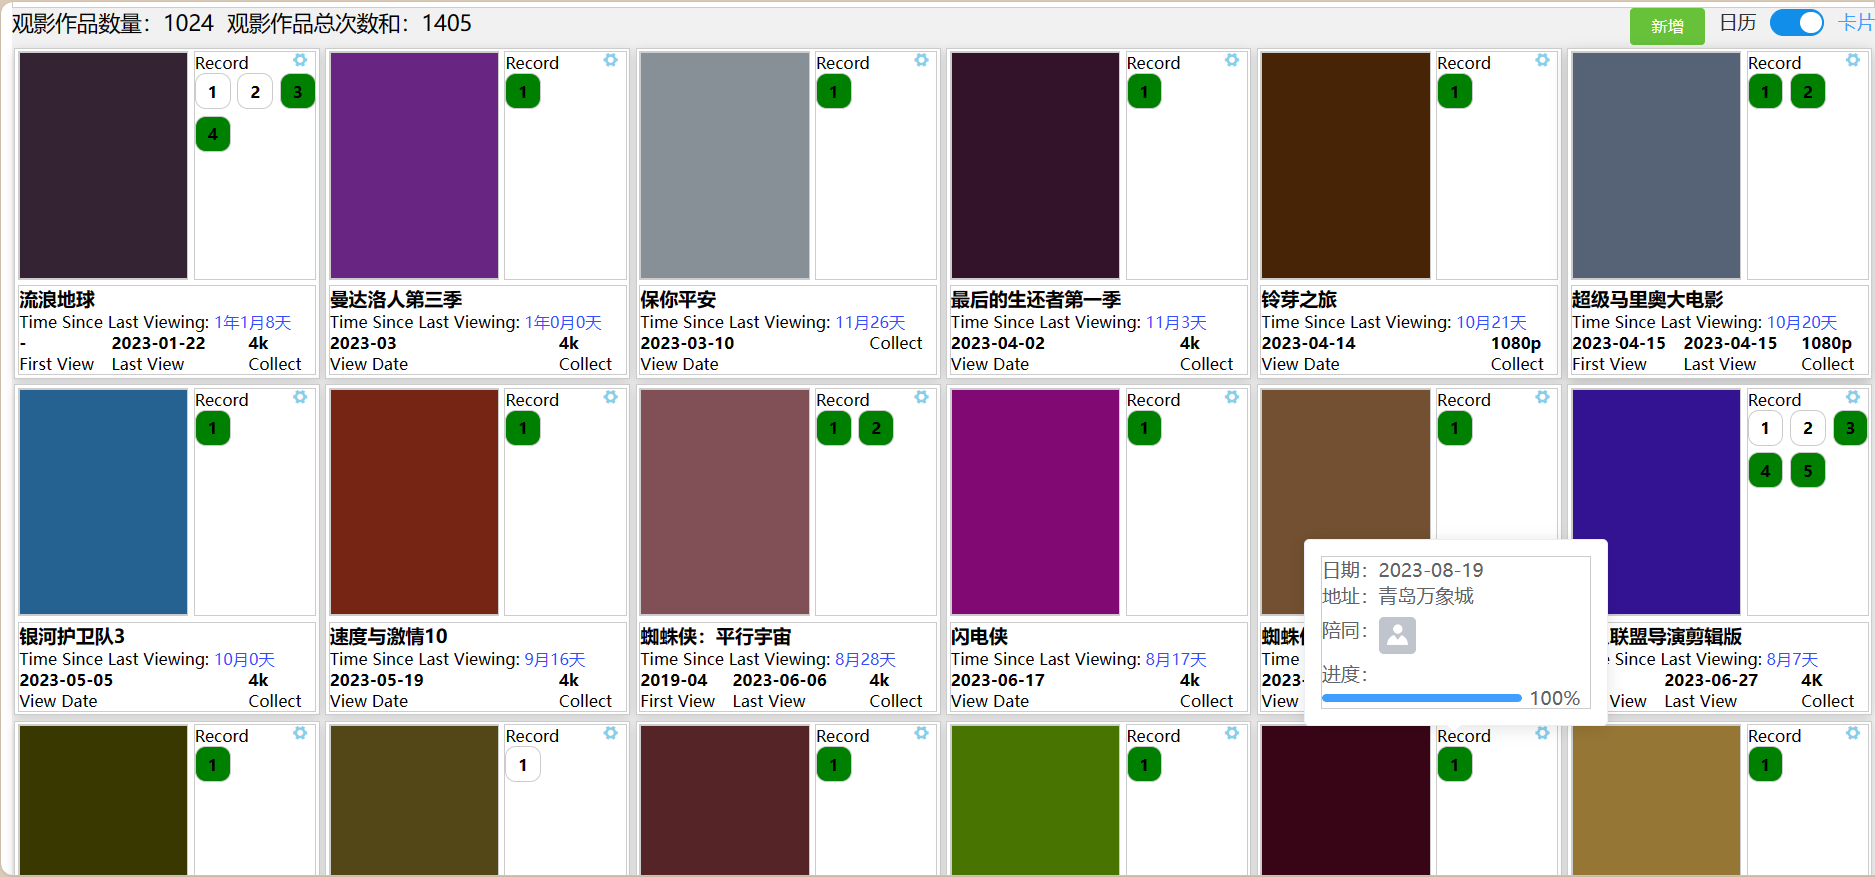 观影作品数量：1024 观影作品总次数和：1405
新增 日历 卡片
Record Record Record Record Record Record
1 2 3 1 1 1 1 1 2
4
流浪地球 曼达洛人第三季 保你平安 最后的生还者第一季 铃芽之旅 超级马里奥大电影
Time Since Last Viewing: 1年1月8天 Time Since Last Viewing: 1年0月0天 Time Since Last Viewing: 11月26天 Time Since Last Viewing: 11月3天 Time Since Last Viewing: 10月21天 Time Since Last Viewing: 10月20天
- 2023-01-22 4k 2023-03 4k 2023-03-10 Collect 2023-04-02 4k 2023-04-14 1080p 2023-04-15 2023-04-15 1080p
First View Last View Collect View Date Collect View Date View Date Collect View Date Collect First View Last View Collect
Record Record Record Record Record Record
1 1 1 2 1 1 1 2 3
4 5
银河护卫队3 速度与激情10 蜘蛛侠：平行宇宙 闪电侠 蜘蛛 联盟导演剪辑版
Time Since Last Viewing: 10月0天 Time Since Last Viewing: 9月16天 Time Since Last Viewing: 8月28天 Time Since Last Viewing: 8月17天 Time Since Last Viewing: 8月7天
2023-05-05 4k 2023-05-19 4k 2019-04 2023-06-06 4k 2023-06-17 4k 2023- 2023-06-27 4K
View Date Collect View Date Collect First View Last View Collect View Date Collect View View Last View Collect
日期：2023-08-19
地址：青岛万象城
陪同：
进度：
100%
Record Record Record Record Record Record
1 1 1 1 1 1